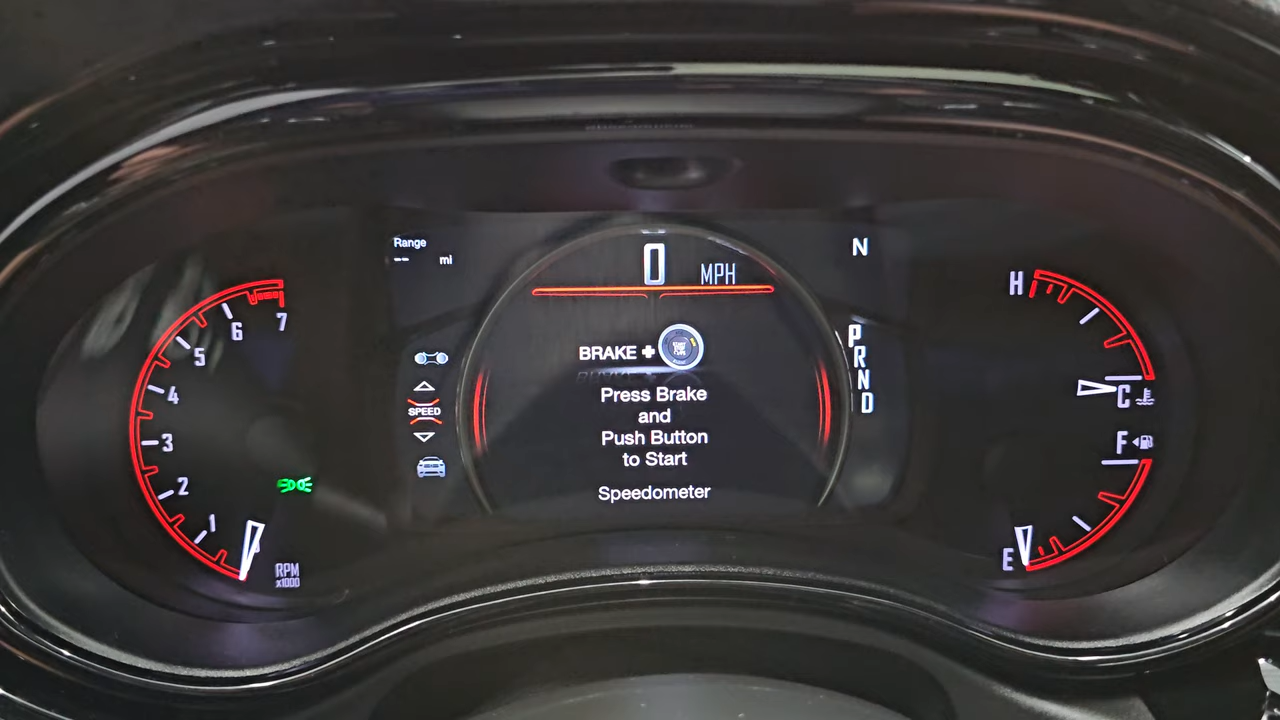 Range
-- mi
0 MPH
N
7
6
5
4
3
2
1
RPM
x1000
SPEED
BRAKE +
Press Brake
and
Push Button
to Start
Speedometer
P
R
N
D
H
C
F
E